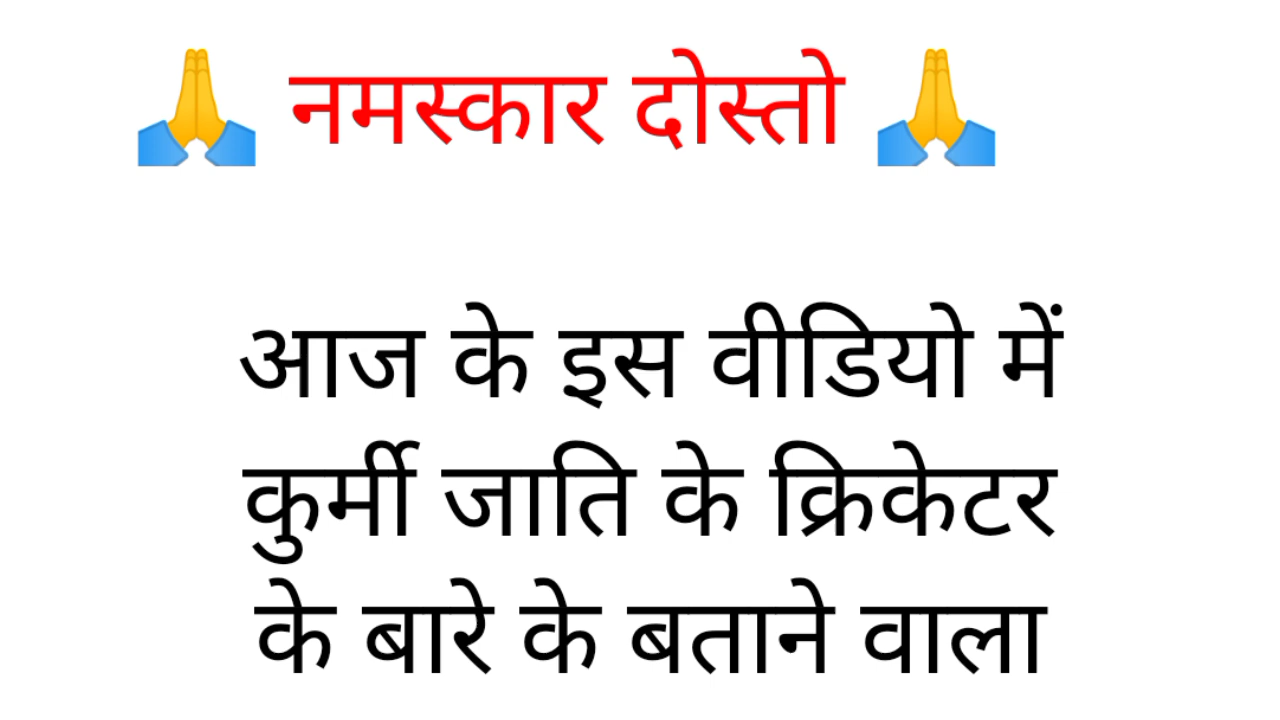 🙏 नमस्कार दोस्तो 🙏
आज के इस वीडियो में
कुर्मी जाति के क्रिकेटर
के बारे के बताने वाला